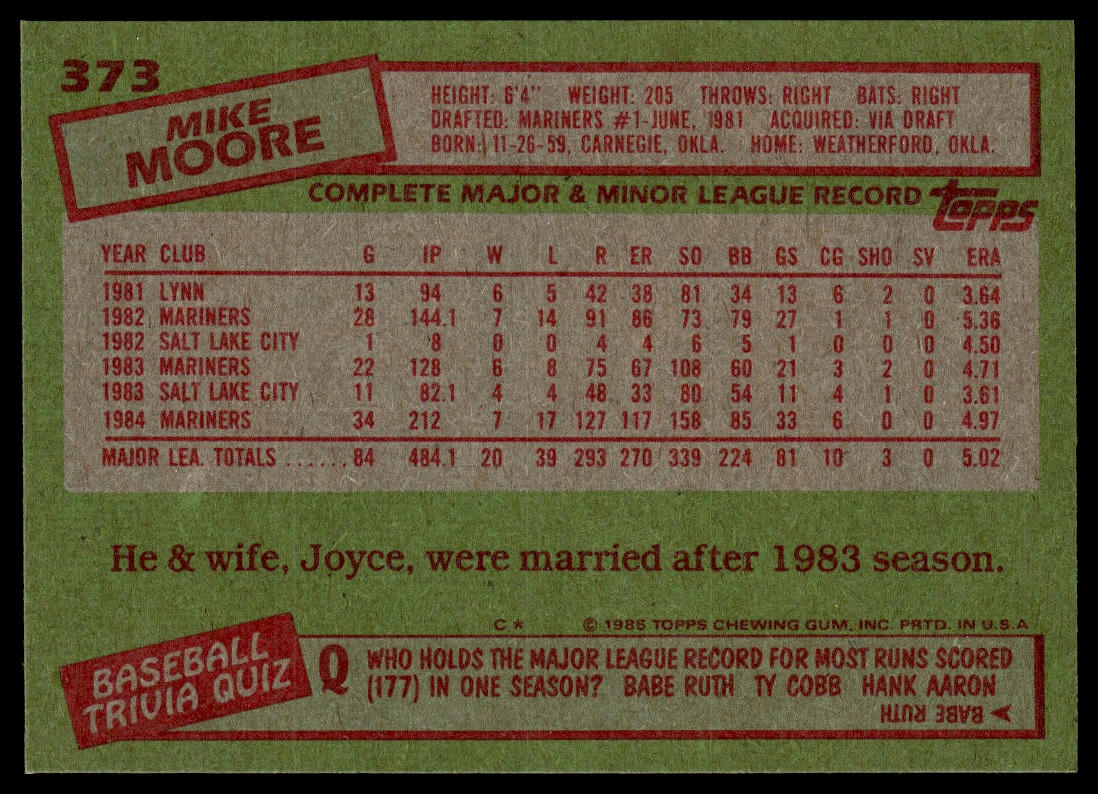 373
MIKE
MOORE
HEIGHT: 6'4" WEIGHT: 205 THROWS: RIGHT BATS: RIGHT
DRAFTED: MARINERS #1-JUNE, 1981 ACQUIRED: VIA DRAFT
BORN: 11-26-59, CARNEGIE, OKLA. HOME: WEATHERFORD, OKLA.
COMPLETE MAJOR & MINOR LEAGUE RECORD topps
YEAR CLUB G IP W L R ER SO BB GS CG SHO SV ERA
1981 LYNN 13 94 6 5 42 38 81 34 13 6 2 0 3.64
1982 MARINERS 28 144.1 7 14 91 86 73 79 27 1 1 0 5.36
1982 SALT LAKE CITY 1 8 0 0 4 4 6 5 1 0 0 0 4.50
1983 MARINERS 22 128 6 8 75 67 108 60 21 3 2 0 4.71
1983 SALT LAKE CITY 11 82.1 4 4 48 33 80 54 11 4 1 0 3.61
1984 MARINERS 34 212 7 17 127 117 158 85 33 6 0 0 4.97
MAJOR LEA. TOTALS ...... 84 484.1 20 39 293 270 339 224 81 10 3 0 5.02
He & wife, Joyce, were married after 1983 season.
C* © 1985 TOPPS CHEWING GUM, INC. PRTD. IN U.S.A
BASEBALL
TRIVIA QUIZ
Q WHO HOLDS THE MAJOR LEAGUE RECORD FOR MOST RUNS SCORED
(177) IN ONE SEASON? BABE RUTH TY COBB HANK AARON
➤ BABE RUTH